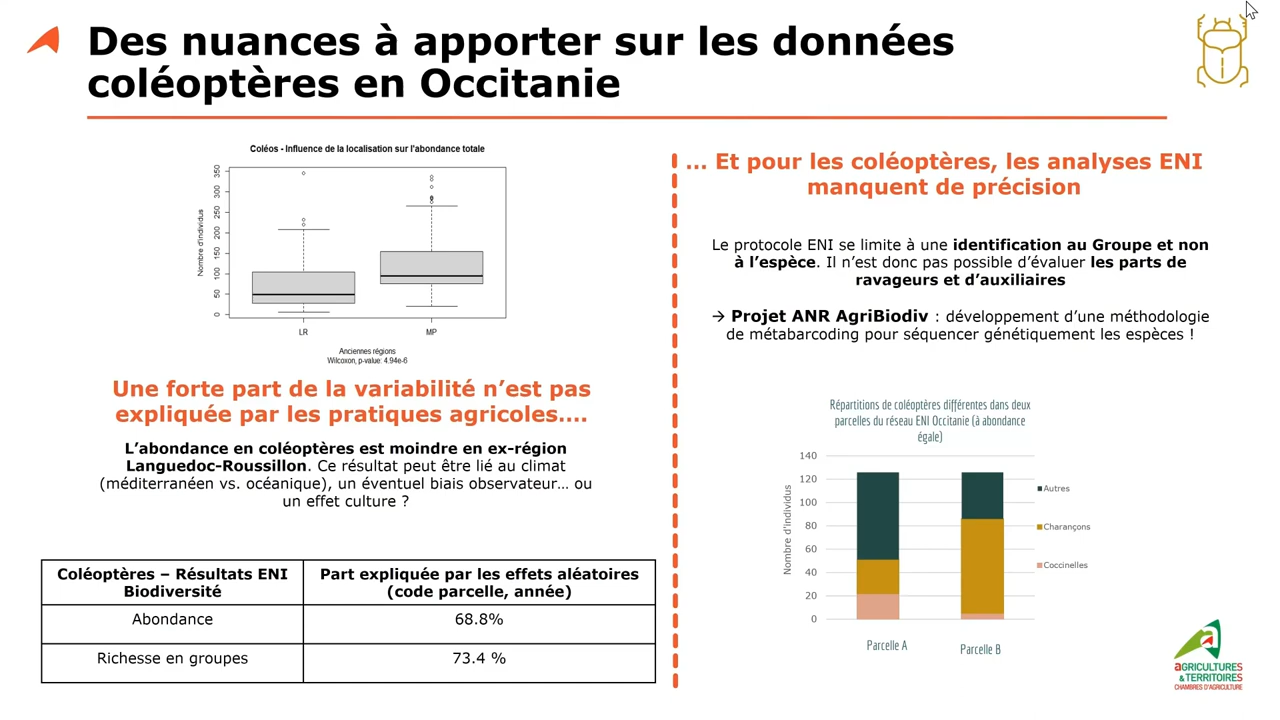 Des nuances à apporter sur les données
coléoptères en Occitanie
Coléos - Influence de la localisation sur l'abondance totale
Nombre d'individus
350
300
250
200
150
100
50
0
LR
MP
Anciennes régions
Wilcoxon, p-value: 4.94e-6
Une forte part de la variabilité n’est pas
expliquée par les pratiques agricoles....
L’abondance en coléoptères est moindre en ex-région
Languedoc-Roussillon. Ce résultat peut être lié au climat
(méditerranéen vs. océanique), un éventuel biais observateur… ou
un effet culture ?
Coléoptères – Résultats ENI
Biodiversité
Part expliquée par les effets aléatoires
(code parcelle, année)
Abondance
68.8%
Richesse en groupes
73.4 %
... Et pour les coléoptères, les analyses ENI
manquent de précision
Le protocole ENI se limite à une identification au Groupe et non
à l’espèce. Il n’est donc pas possible d’évaluer les parts de
ravageurs et d’auxiliaires
→ Projet ANR AgriBiodiv : développement d’une méthodologie
de métabarcoding pour séquencer génétiquement les espèces !
Répartitions de coléoptères différentes dans deux
parcelles du réseau ENI Occitanie (à abondance
égale)
Nombre d'individus
140
120
100
80
60
40
20
0
Autres
Charançons
Coccinelles
Parcelle A
Parcelle B
aGRICULTURES
& TERRITOIRES
CHAMBRES D'AGRICULTURE